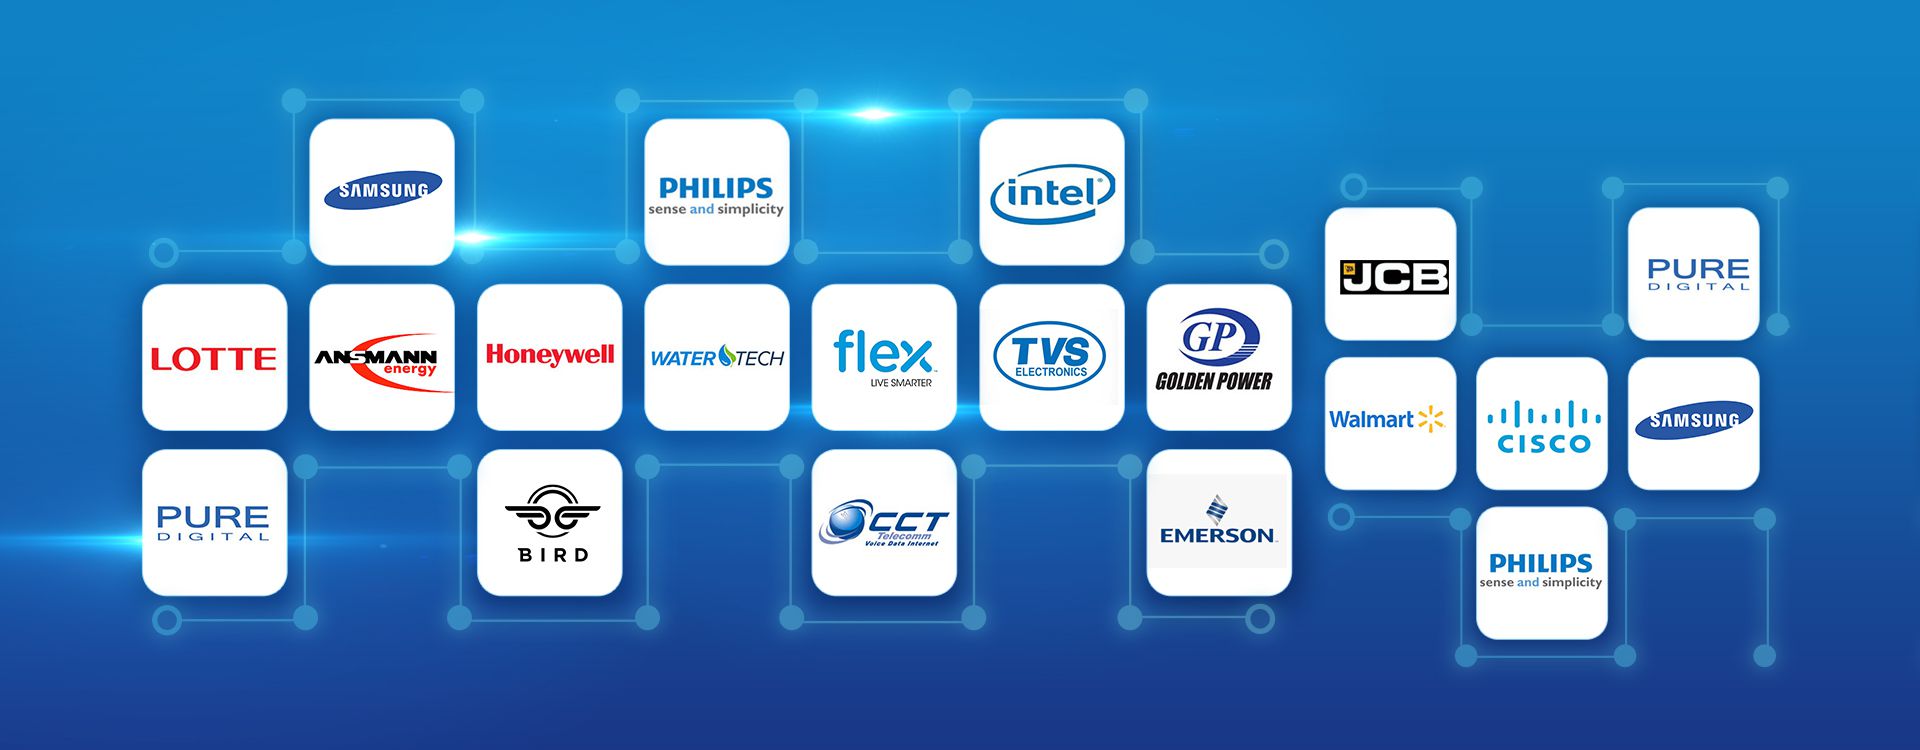 SAMSUNG
PHILIPS
sense and simplicity
intel
LOTTE
ANSMANN
energy
Honeywell
WATER TECH
flex
LIVE SMARTER
TVS
ELECTRONICS
GP
GOLDEN POWER
PURE
DIGITAL
BIRD
CCT
Telecomm
Voice Data Internet
EMERSON
JCB
PURE
DIGITAL
Walmart
CISCO
SAMSUNG
PHILIPS
sense and simplicity